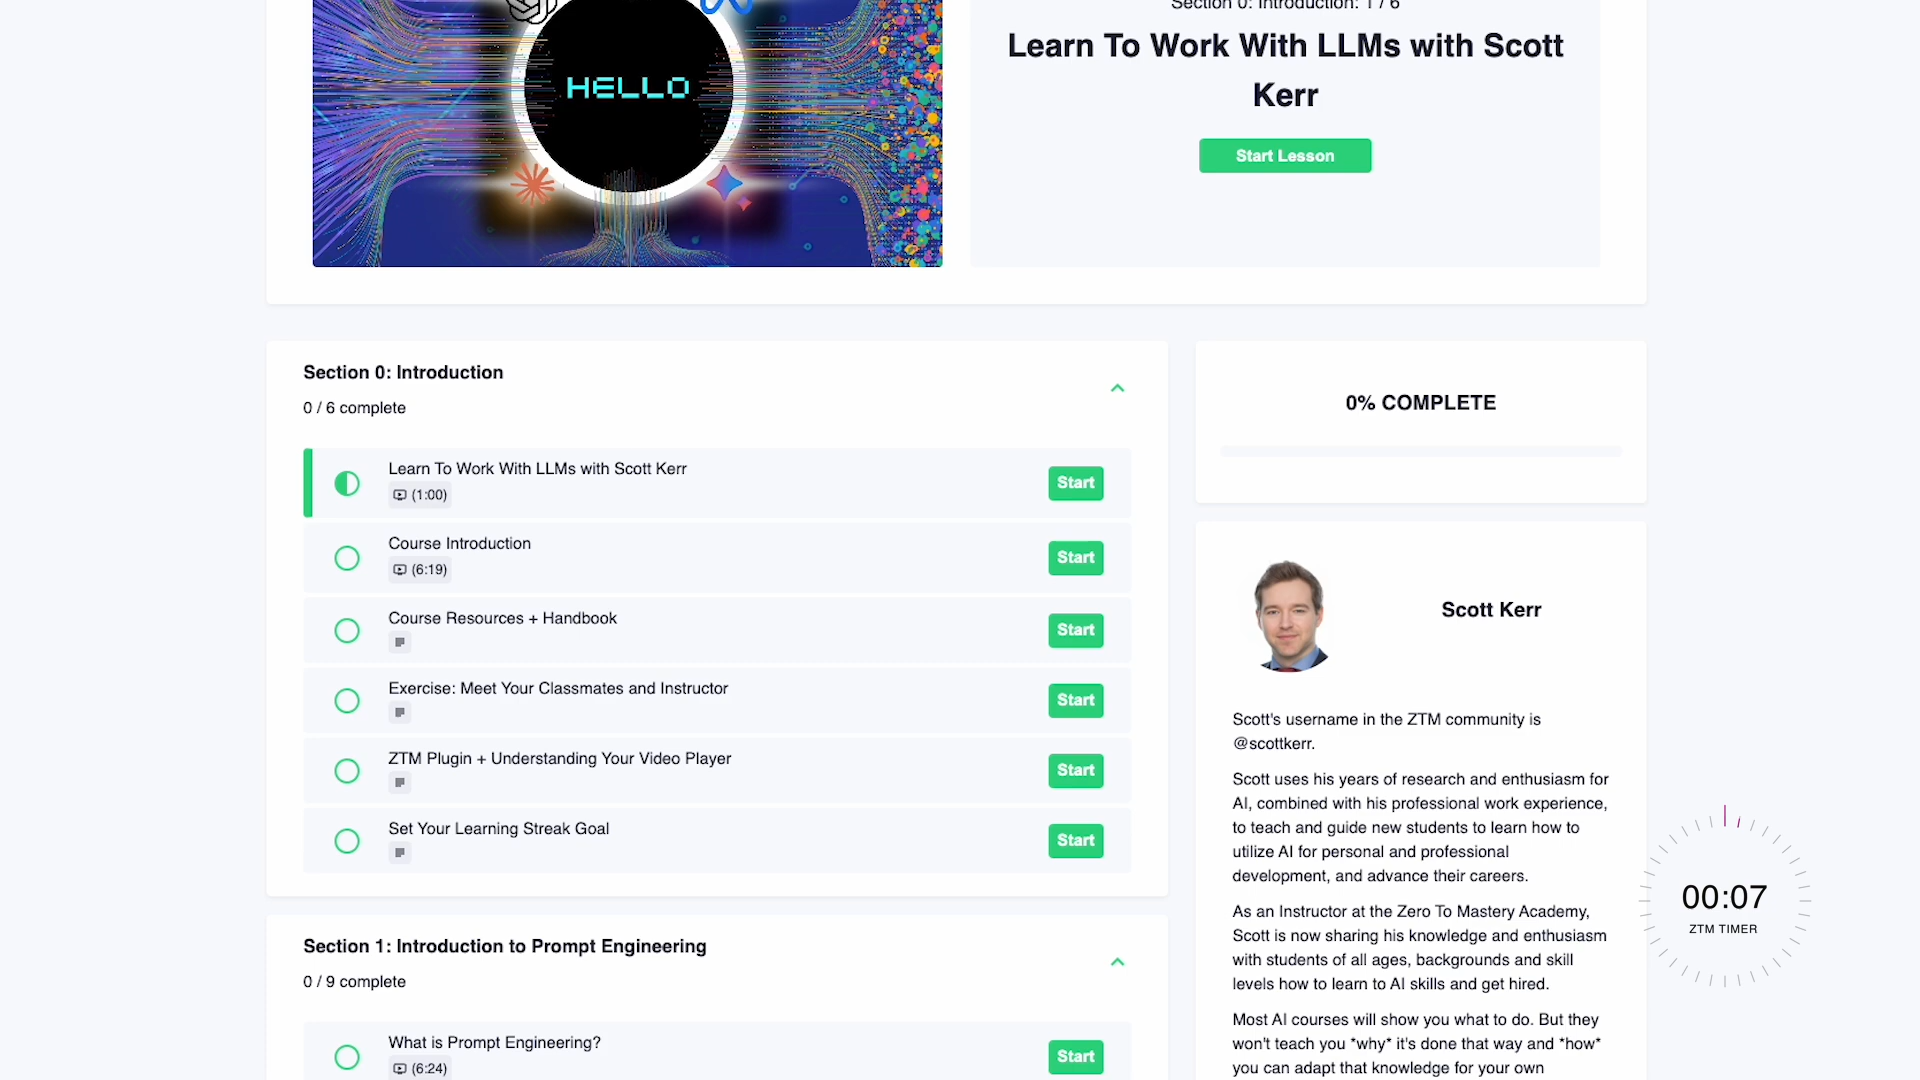 Section 0: Introduction: 1 / 6
Learn To Work With LLMs with Scott
Kerr
Start Lesson
HELLO
Section 0: Introduction
0 / 6 complete
Learn To Work With LLMs with Scott Kerr
(1:00)
Start
Course Introduction
(6:19)
Start
Course Resources + Handbook
Start
Exercise: Meet Your Classmates and Instructor
Start
ZTM Plugin + Understanding Your Video Player
Start
Set Your Learning Streak Goal
Start
Section 1: Introduction to Prompt Engineering
0 / 9 complete
What is Prompt Engineering?
(6:24)
Start
0% COMPLETE
Scott Kerr
Scott's username in the ZTM community is
@scottkerr.
Scott uses his years of research and enthusiasm for
AI, combined with his professional work experience,
to teach and guide new students to learn how to
utilize AI for personal and professional
development, and advance their careers.
As an Instructor at the Zero To Mastery Academy,
Scott is now sharing his knowledge and enthusiasm
with students of all ages, backgrounds and skill
levels how to learn to AI skills and get hired.
Most AI courses will show you what to do. But they
won't teach you *why* it's done that way and *how*
you can adapt that knowledge for your own
00:07
ZTM TIMER